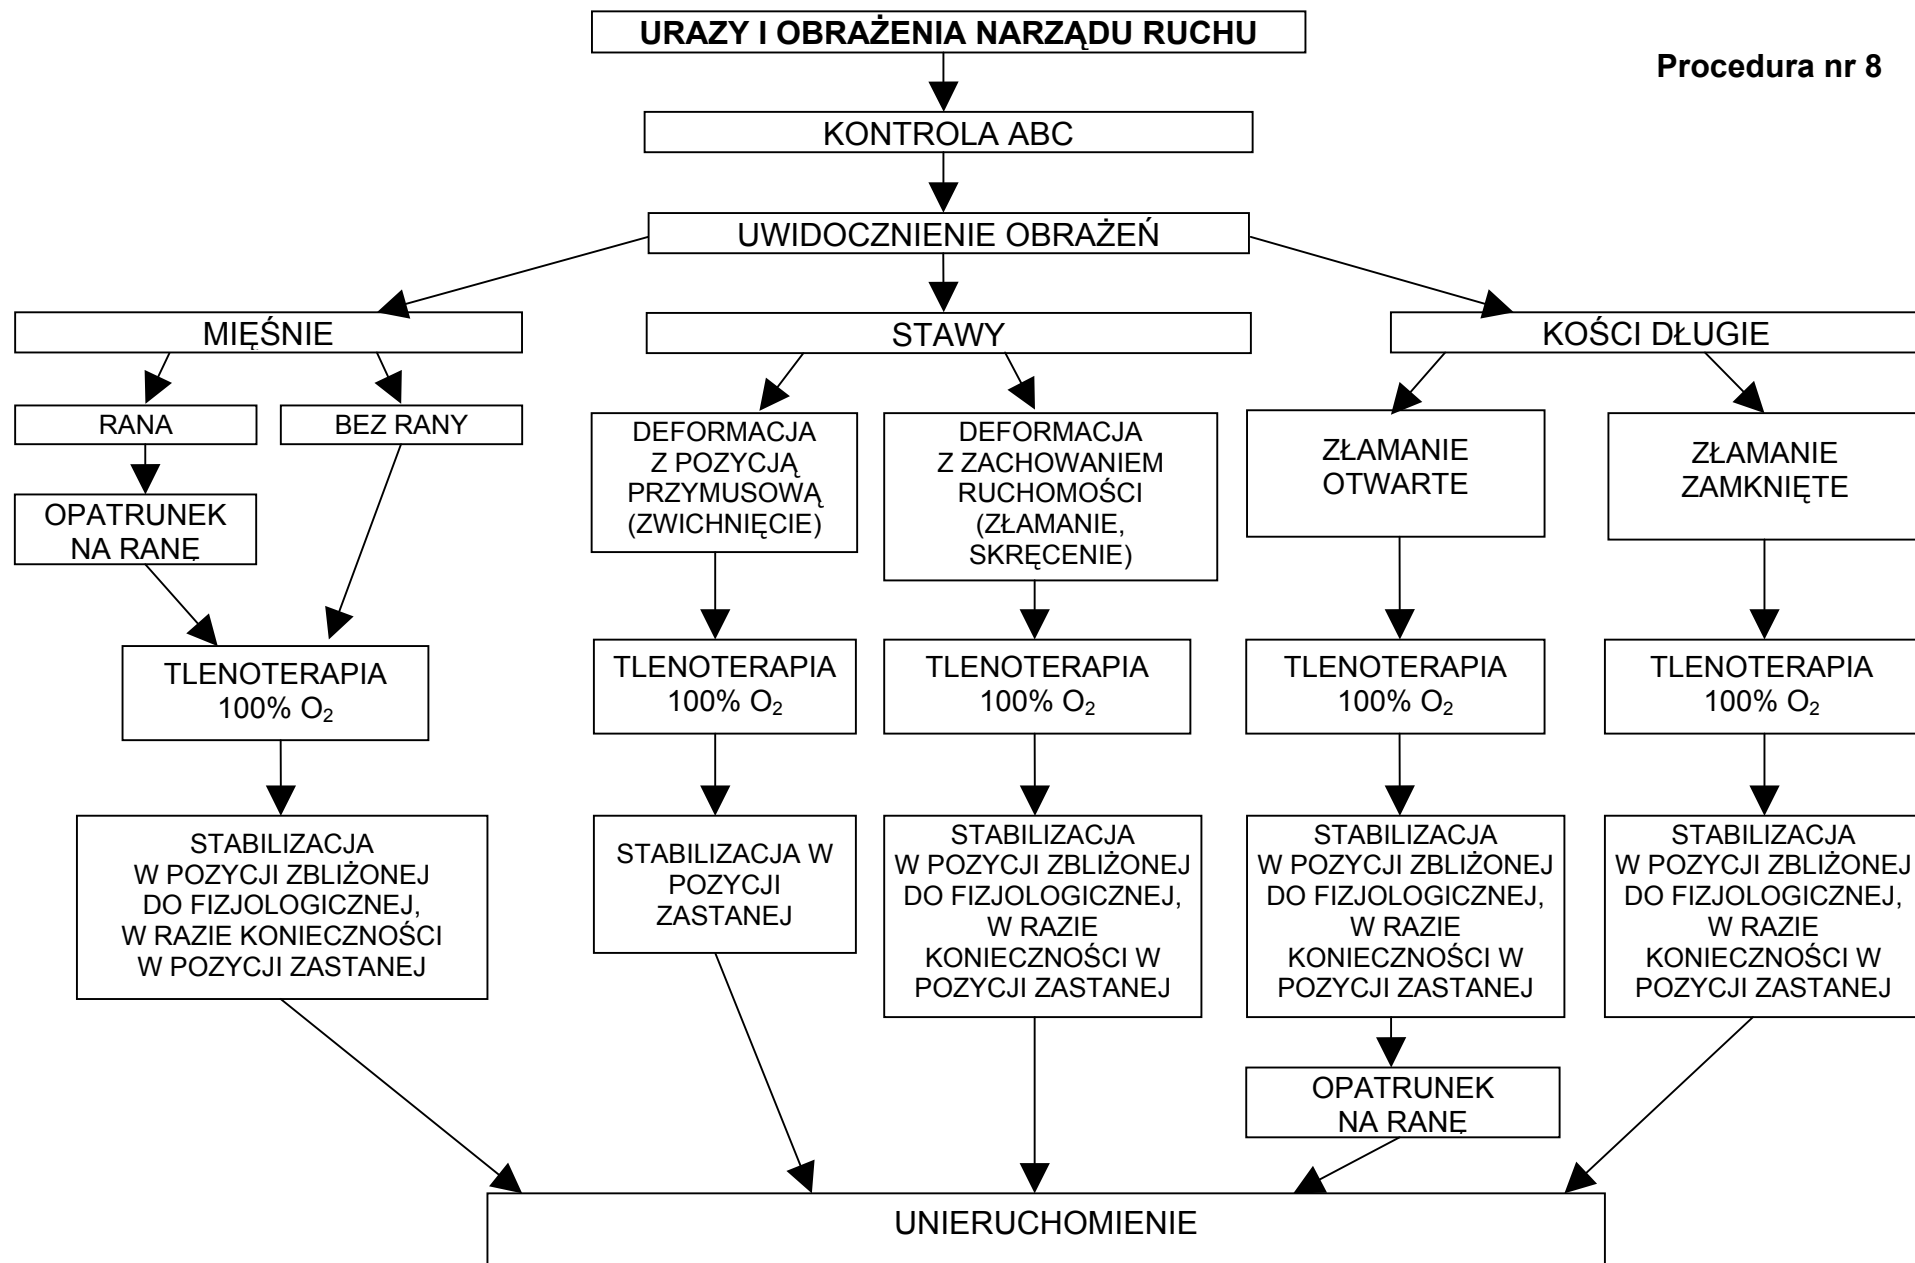 URAZY I OBRAŻENIA NARZĄDU RUCHU
Procedura nr 8
KONTROLA ABC
UWIDOCZNIENIE OBRAŻEŃ
MIĘŚNIE
STAWY
KOŚCI DŁUGIE
RANA
BEZ RANY
DEFORMACJA
Z POZYCJĄ
PRZYMUSOWĄ
(ZWICHNIĘCIE)
DEFORMACJA
Z ZACHOWANIEM
RUCHOMOŚCI
(ZŁAMANIE,
SKRĘCENIE)
ZŁAMANIE
OTWARTE
ZŁAMANIE
ZAMKNIĘTE
OPATRUNEK
NA RANĘ
TLENOTERAPIA
100% O₂
TLENOTERAPIA
100% O₂
TLENOTERAPIA
100% O₂
TLENOTERAPIA
100% O₂
TLENOTERAPIA
100% O₂
STABILIZACJA
W POZYCJI ZBLIŻONEJ
DO FIZJOLOGICZNEJ,
W RAZIE KONIECZNOŚCI
W POZYCJI ZASTANEJ
STABILIZACJA W
POZYCJI
ZASTANEJ
STABILIZACJA
W POZYCJI ZBLIŻONEJ
DO FIZJOLOGICZNEJ,
W RAZIE
KONIECZNOŚCI W
POZYCJI ZASTANEJ
STABILIZACJA
W POZYCJI ZBLIŻONEJ
DO FIZJOLOGICZNEJ,
W RAZIE
KONIECZNOŚCI W
POZYCJI ZASTANEJ
STABILIZACJA
W POZYCJI ZBLIŻONEJ
DO FIZJOLOGICZNEJ,
W RAZIE
KONIECZNOŚCI W
POZYCJI ZASTANEJ
OPATRUNEK
NA RANĘ
UNIERUCHOMIENIE